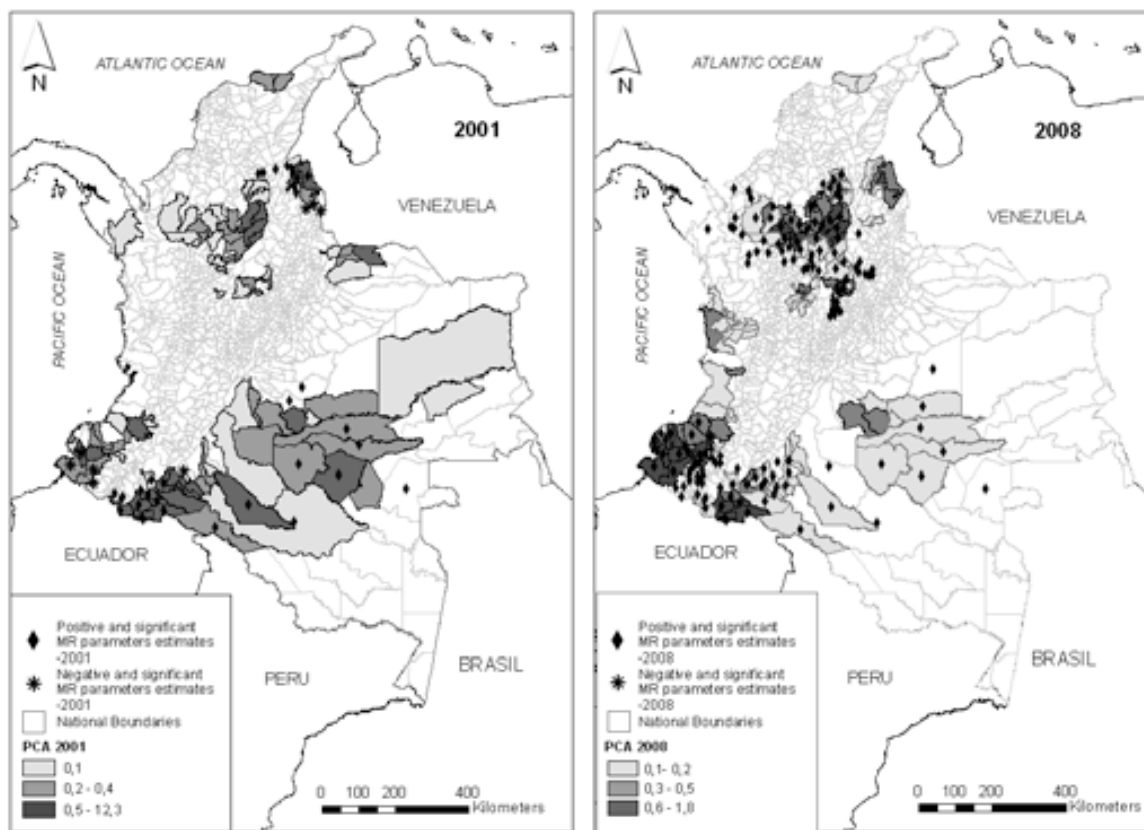 N
ATLANTIC OCEAN
2001
VENEZUELA
PACIFIC OCEAN
ECUADOR
PERU
BRASIL
Positive and significant
MR parameters estimates
-2001
Negative and significant
MR parameters estimates
-2001
National Boundaries
PCA 2001
0,1
0,2 - 0,4
0,5 - 12,3
0 100 200 400
Kilometers
N
ATLANTIC OCEAN
2008
VENEZUELA
PACIFIC OCEAN
ECUADOR
PERU
BRASIL
Positive and significant
MR parameters estimates
-2008
Negative and significant
MR parameters estimates
-2008
National Boundaries
PCA 2008
0,1- 0,2
0,3 - 0,5
0,6 - 1,8
0 100 200 400
Kilometers